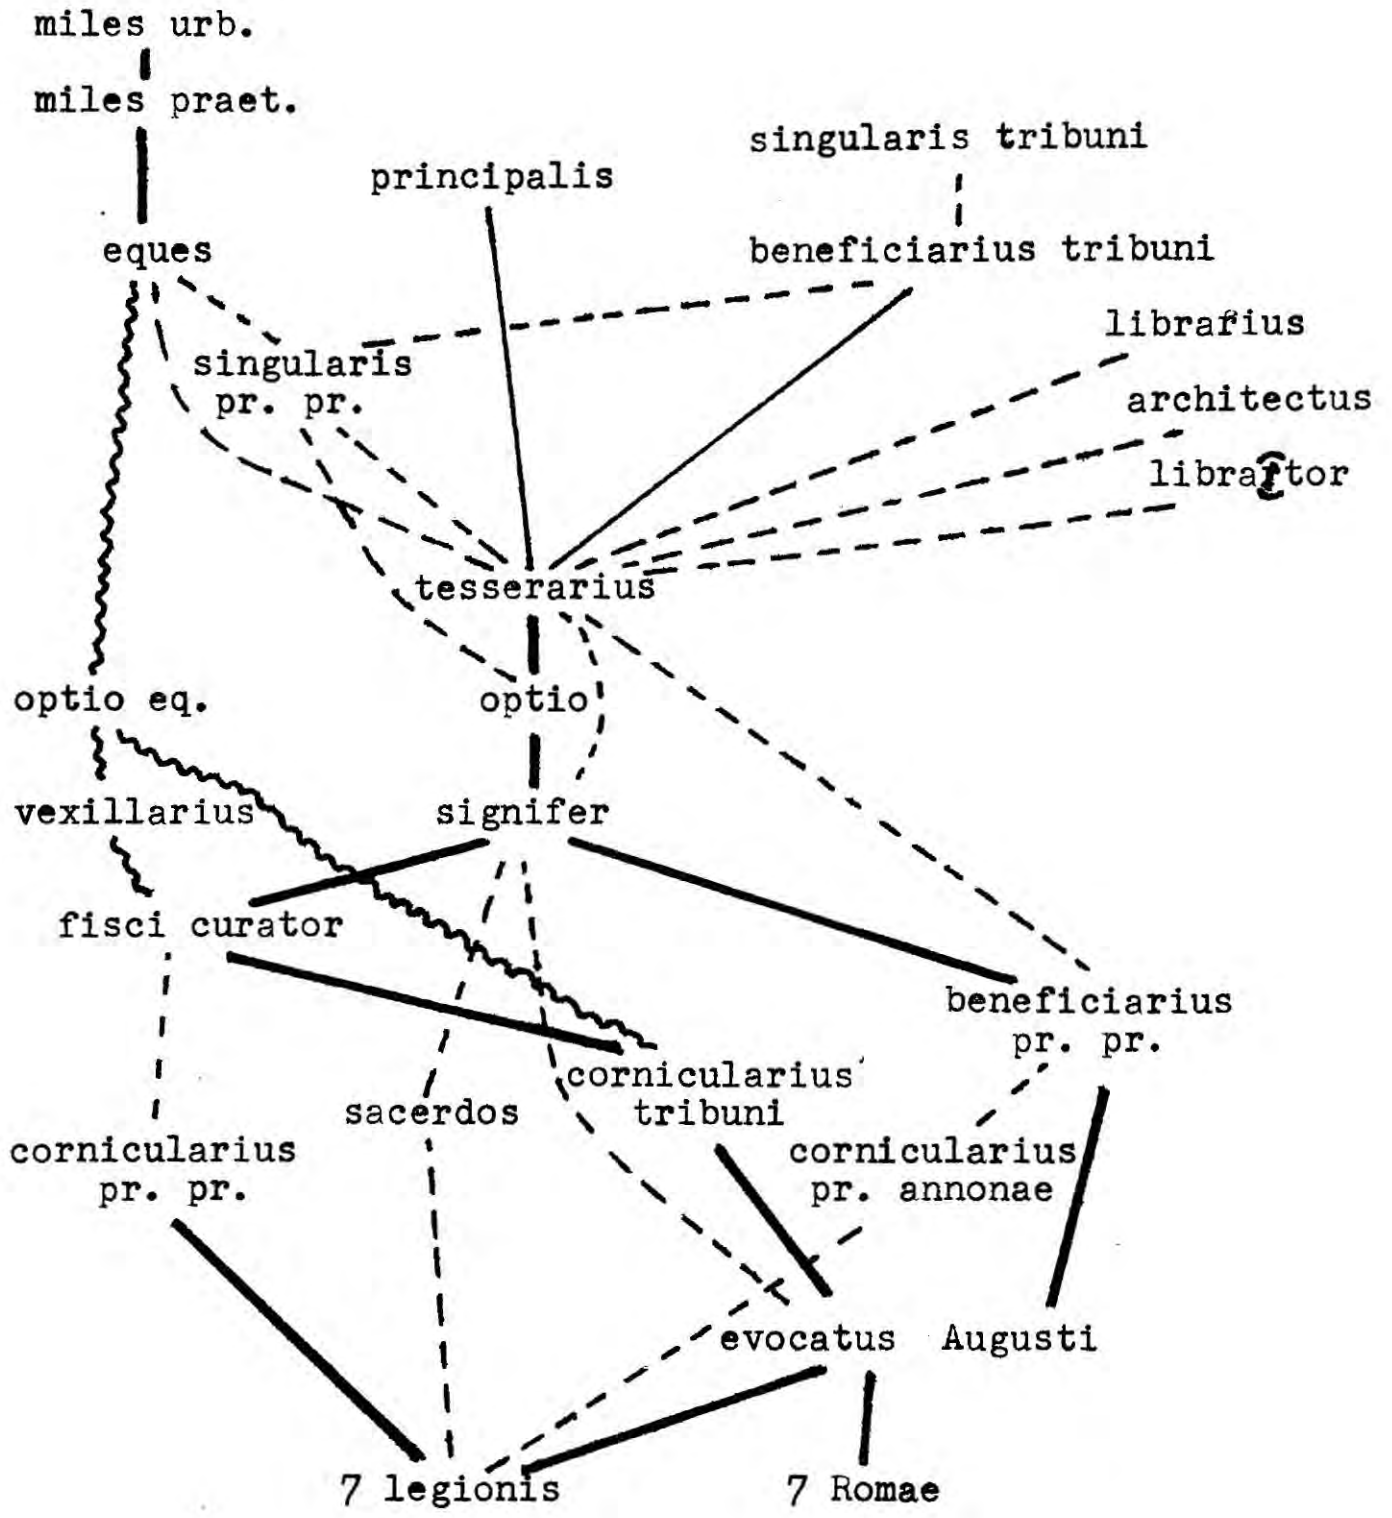 miles urb.
miles praet.
singularis tribuni
principalis
eques
beneficiarius tribuni
librarius
singularis
pr. pr.
architectus
librator
tesserarius
optio eq.
optio
vexillarius
signifer
fisci curator
beneficiarius
pr. pr.
cornicularius
tribuni
sacerdos
cornicularius
pr. pr.
cornicularius
pr. annonae
evocatus Augusti
7 legionis
7 Romae